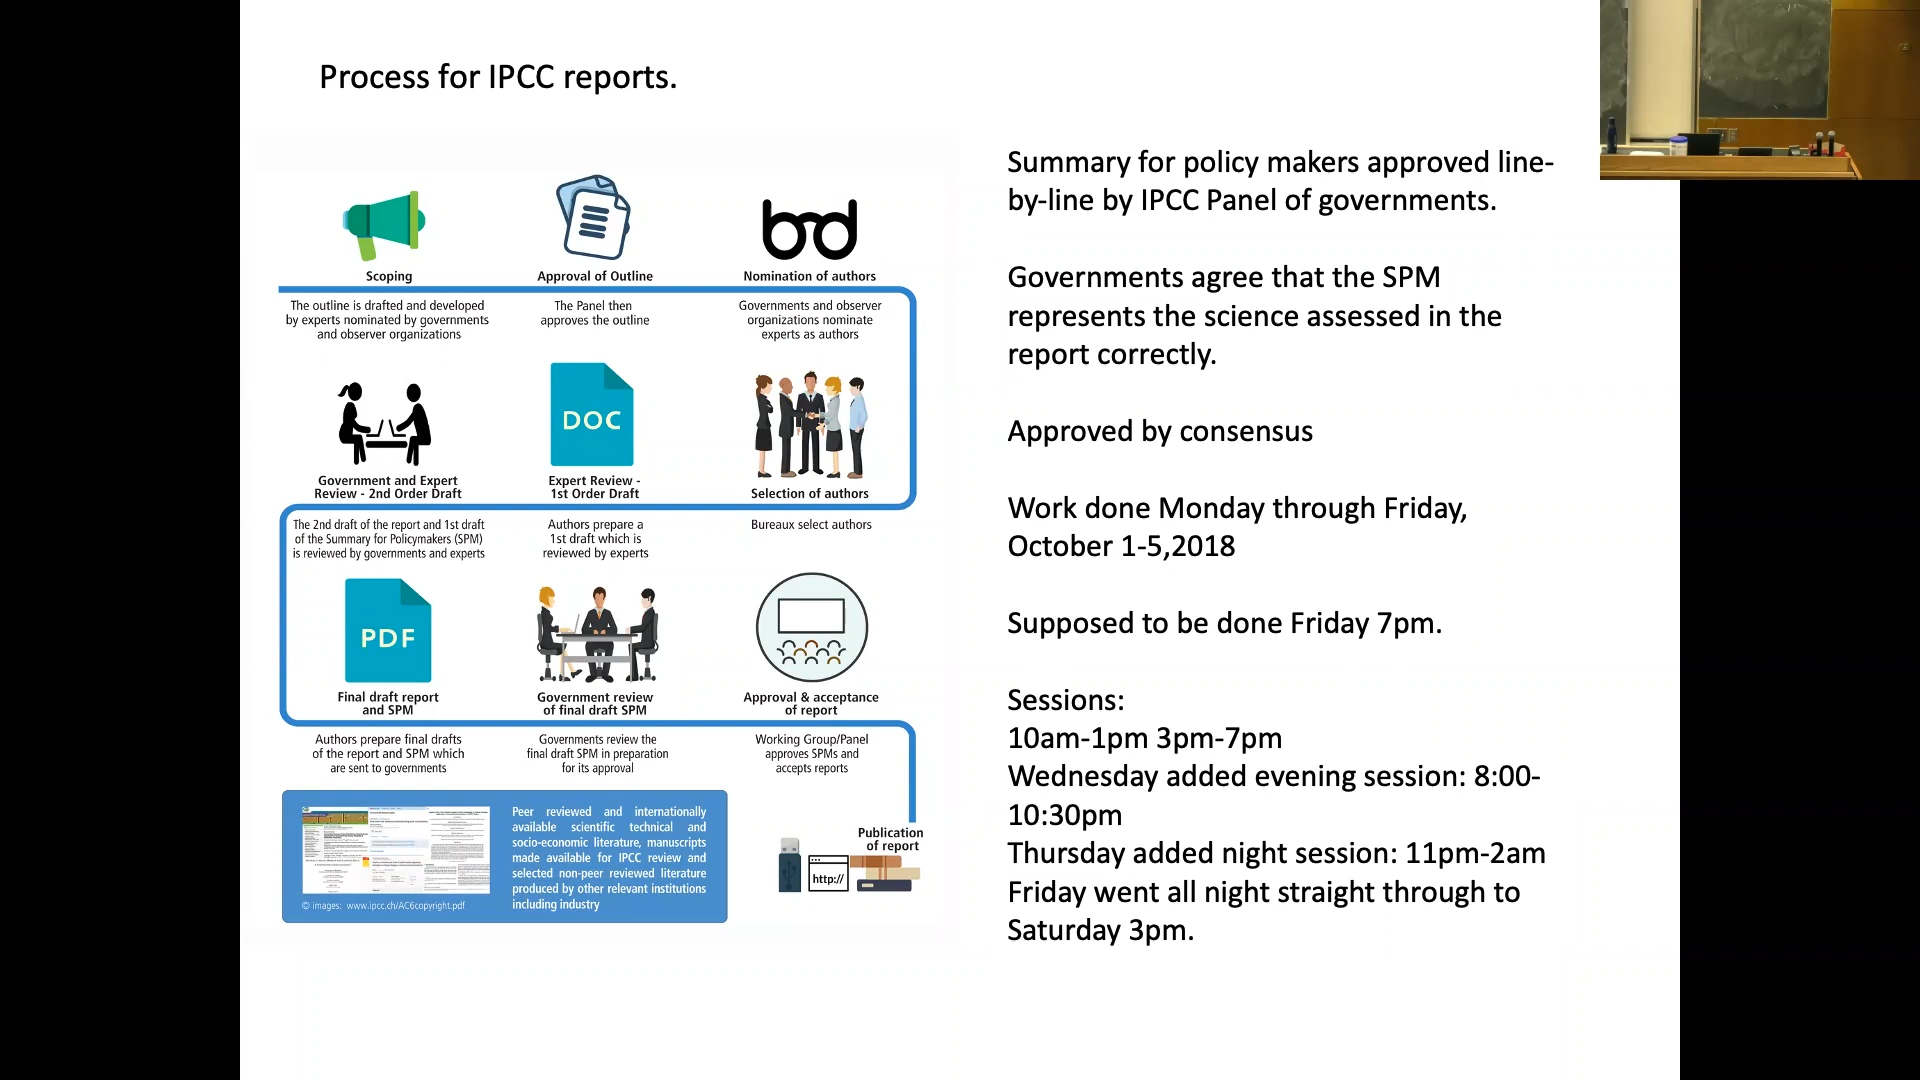 Process for IPCC reports.
Scoping
The outline is drafted and developed
by experts nominated by governments
and observer organizations
Approval of Outline
The Panel then
approves the outline
Nomination of authors
Governments and observer
organizations nominate
experts as authors
DOC
PDF
Selection of authors
Bureaux select authors
Expert Review -
1st Order Draft
Authors prepare a
1st draft which is
reviewed by experts
Government and Expert
Review - 2nd Order Draft
The 2nd draft of the report and 1st draft
of the Summary for Policymakers (SPM)
is reviewed by governments and experts
Final draft report
and SPM
Authors prepare final drafts
of the report and SPM which
are sent to governments
Government review
of final draft SPM
Governments review the
final draft SPM in preparation
for its approval
Approval & acceptance
of report
Working Group/Panel
approves SPMs and
accepts reports
Publication
of report
http://
Peer reviewed and internationally
available scientific technical and
socio-economic literature, manuscripts
made available for IPCC review and
selected non-peer reviewed literature
produced by other relevant institutions
including industry
© images: www.ipcc.ch/AC6copyright.pdf
Summary for policy makers approved line-
by-line by IPCC Panel of governments.
Governments agree that the SPM
represents the science assessed in the
report correctly.
Approved by consensus
Work done Monday through Friday,
October 1-5,2018
Supposed to be done Friday 7pm.
Sessions:
10am-1pm 3pm-7pm
Wednesday added evening session: 8:00-
10:30pm
Thursday added night session: 11pm-2am
Friday went all night straight through to
Saturday 3pm.